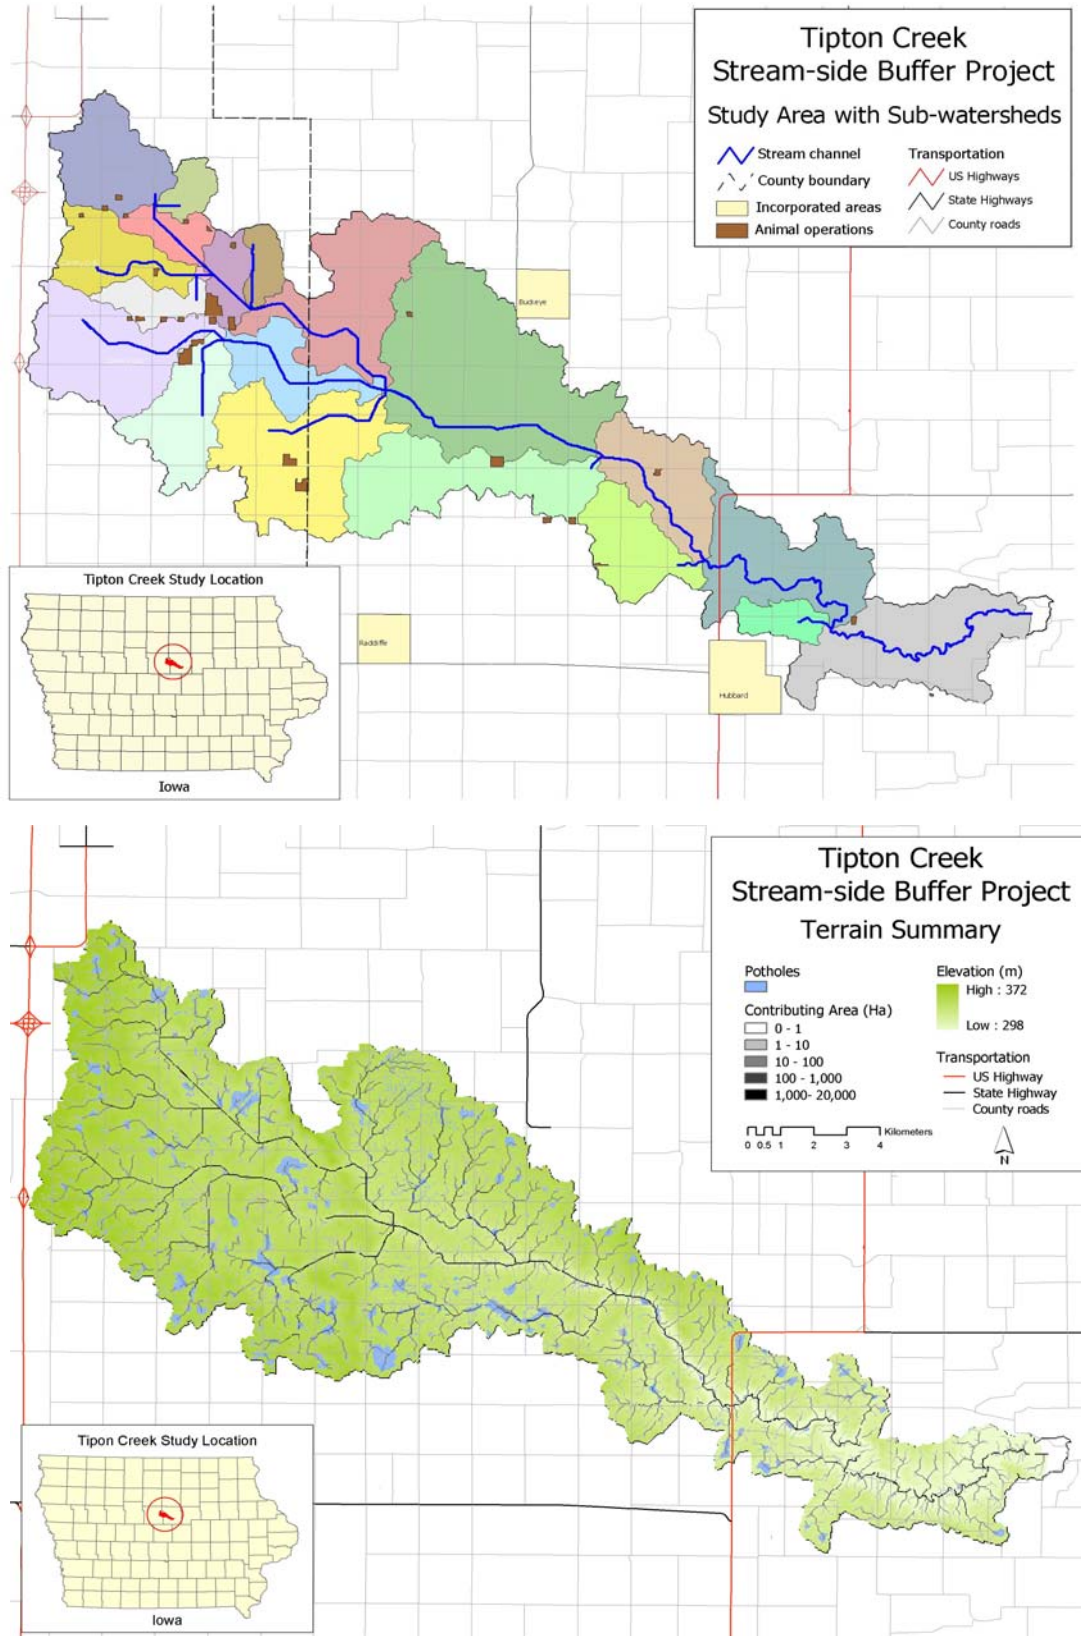 Tipton Creek
Stream-side Buffer Project
Study Area with Sub-watersheds
Stream channel
County boundary
Incorporated areas
Animal operations
Transportation
US Highways
State Highways
County roads
Buckeye
Radcliffe
Hubbard
Tipton Creek Study Location
Iowa
Tipton Creek
Stream-side Buffer Project
Terrain Summary
Potholes
Contributing Area (Ha)
0 - 1
1 - 10
10 - 100
100 - 1,000
1,000- 20,000
Elevation (m)
High : 372
Low : 298
Transportation
US Highway
State Highway
County roads
0 0.5 1 2 3 4 Kilometers
N
Tipon Creek Study Location
Iowa